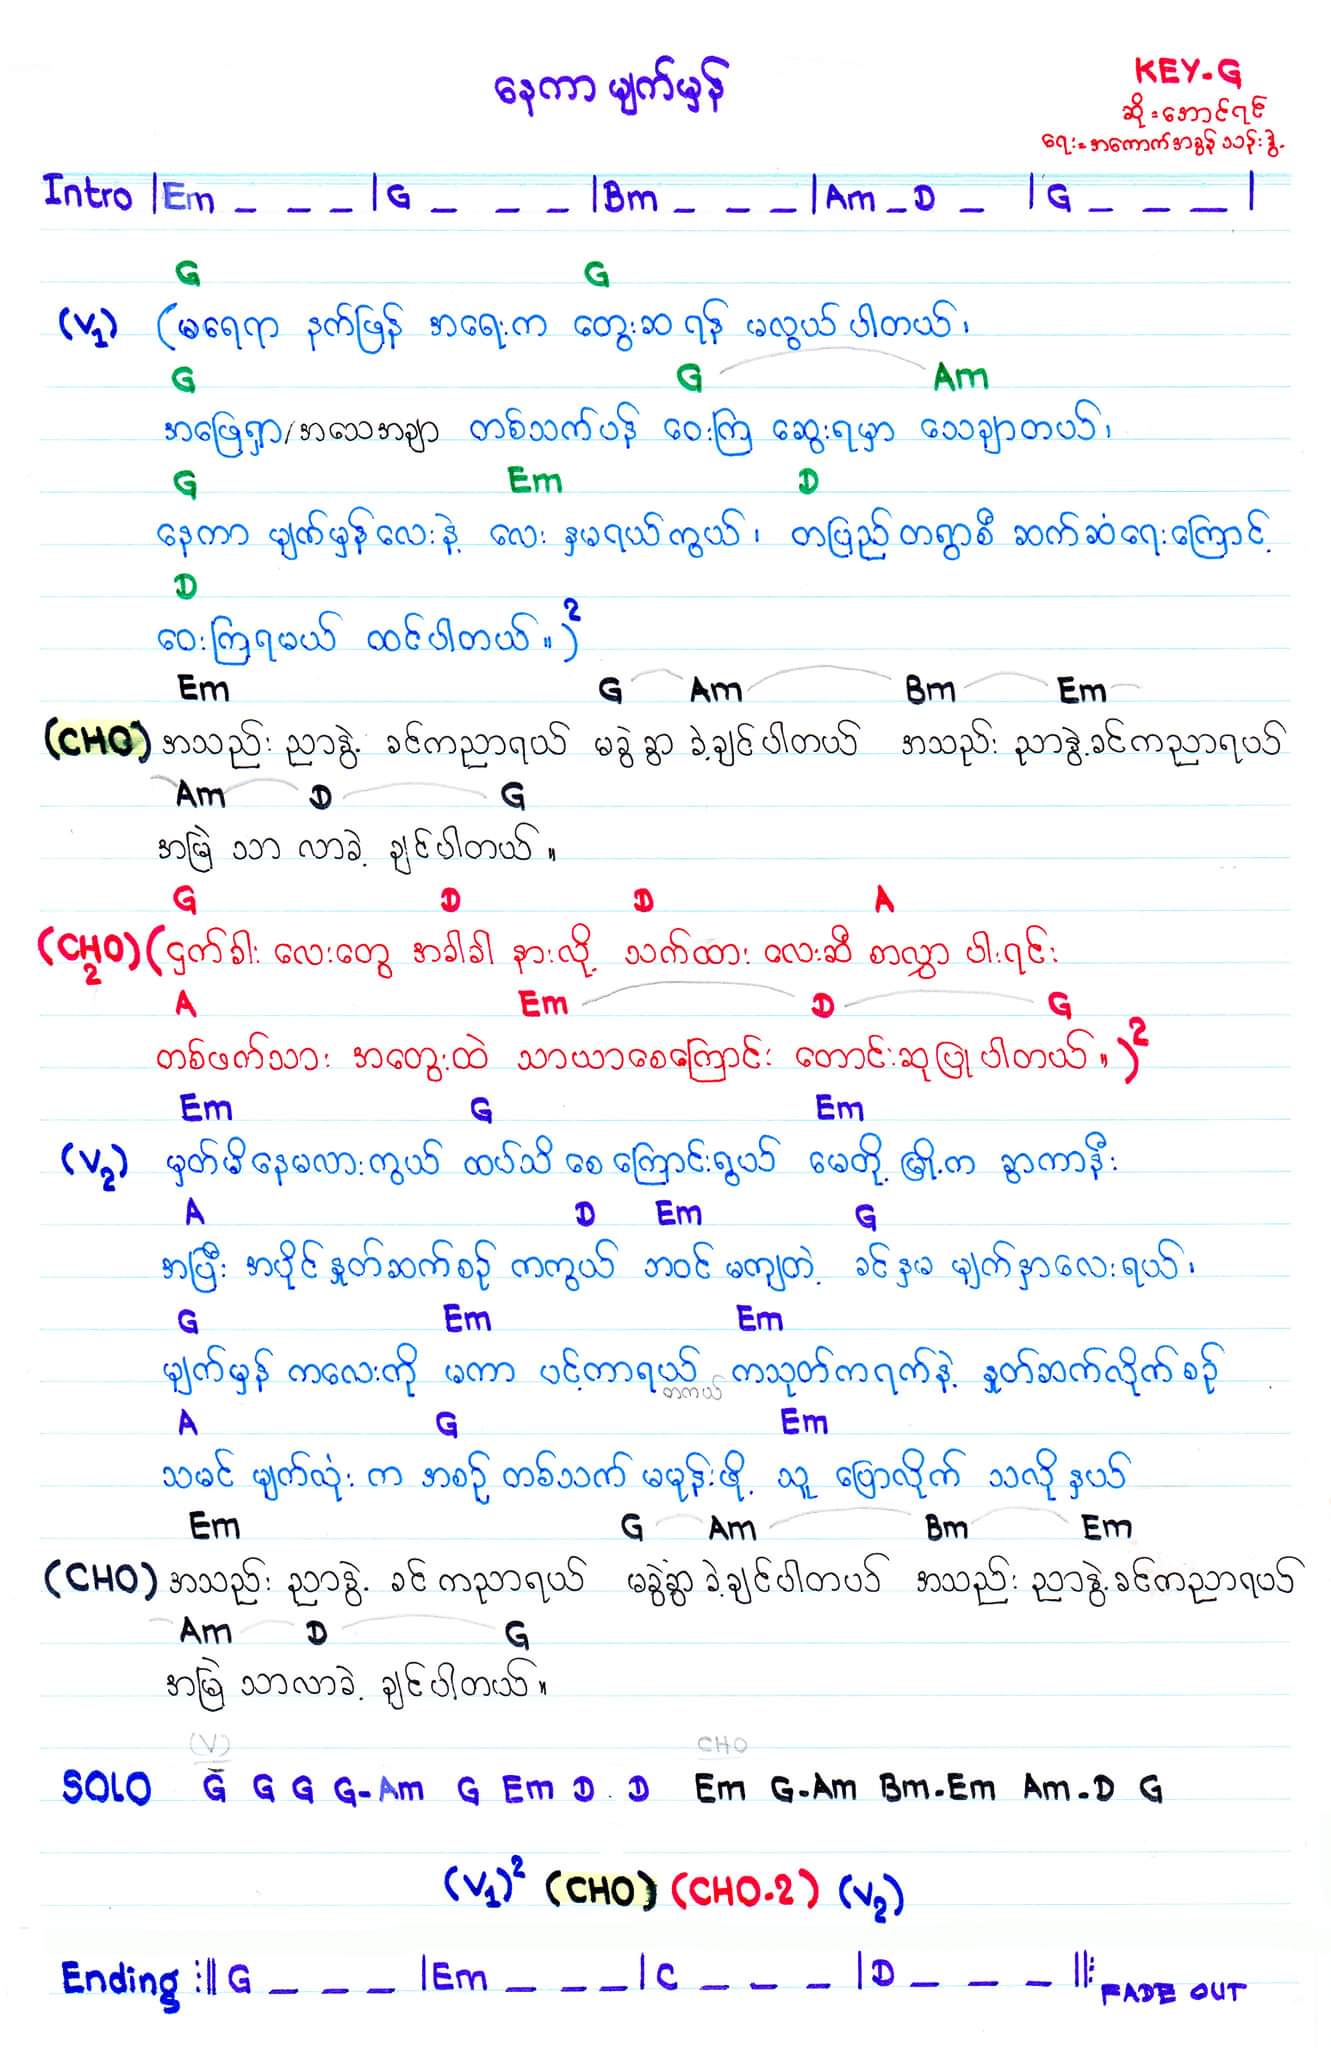 နေကာမျက်မှန်
KEY-G
ဆို=အောင်ရင်
ရေး=အကောက်အခွန်သန်းနွဲ့
Intro |Em _ _ _ |G _ _ _ |Bm _ _ _ |Am _ D _ |G _ _ _ |
G G
(V1) (မရေရာ နက်ဖြန် အရေးက တွေးဆရန် မလွယ်ပါတယ်၊
G G Am
အဖြေရှာ/အသေအချာ တစ်သက်ပန် ဝေးကြ ဆွေးရမှာ သေချာတယ်၊
G Em D
နေကာ မျက်မှန်လေးနဲ့ လေး နှမရယ်ကွယ်၊ တပြည်တရွာစီ ဆက်ဆံရေးကြောင့်
D
ဝေးကြရမယ် ထင်ပါတယ်။)2
Em G Am Bm Em
(CHO) အသည်း ညာနွဲ့ ခင်ကညာရယ် မခွဲခွာ ခဲ့ချင်ပါတယ် အသည်း ညာနွဲ့ခင်ကညာရယ်
Am D G
အမြဲ သာ လာခဲ့ ချင်ပါတယ်။
G D D A
(CHO2) (ငှက်ခါး လေးတွေ အခါခါ နားလို့ သက်ထား လေးဆီ စာလွှာ ပါးရင်း
A Em D G
တစ်ဖက်သား အတွေးထဲ သာယာစေကြောင်း တောင်းဆုပြုပါတယ်။)2
Em G Em
(V2) မှတ်မိနေမလားကွယ် ထပ်သိစေကြောင်းရွယ် မေတို့မြို့က ခွာကာနီး
A D Em G
အပြီး အပိုင်နှုတ်ဆက်စဉ် ကကွယ် ဘဝင်မကျတဲ့ ခင်နှမ မျက်နှာလေးရယ်၊
G Em Em
မျက်မှန် ကလေးကို မကာ ပင့်ကာရယ် ကသုတ်ကရက်နဲ့ နှုတ်ဆက်လိုက်စဉ်
တကယ်
A G Em
သမင် မျက်လုံး က အစဉ် တစ်သက် မမုန်းဖို့ သူ ပြောလိုက် သလိုနှယ်
Em G Am Bm Em
(CHO) အသည်း ညာနွဲ့ ခင်ကညာရယ် မခွဲခွာ ခဲ့ချင်ပါတယ် အသည်း ညာနွဲ့ခင်ကညာရယ်
Am D G
အမြဲ သာလာခဲ့ ချင်ပါတယ်။
(V) CHO
SOLO G G G G-Am G Em D . D Em G-Am Bm-Em Am-D G
(V1)2 (CHO) (CHO-2) (V2)
Ending :||G _ _ _ |Em _ _ _ |C _ _ _ |D _ _ _ ||: FADE OUT